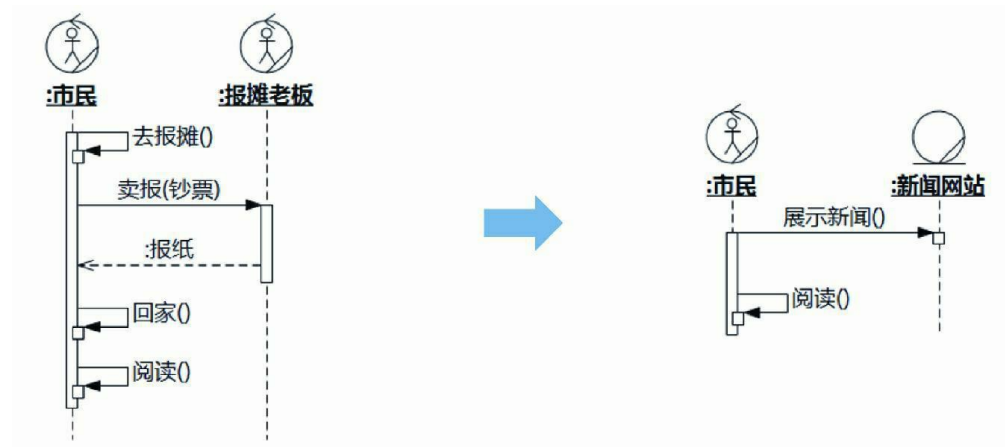 :市民
:报摊老板
去报摊()
卖报(钞票)
:报纸
回家()
阅读()
:市民
:新闻网站
展示新闻()
阅读()